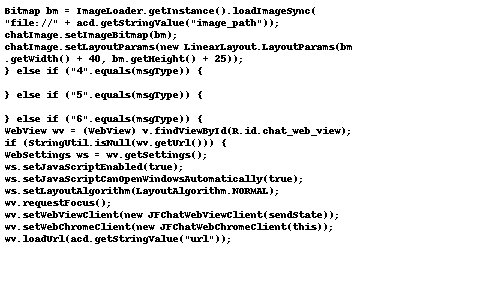 Bitmap bm = ImageLoader.getInstance().loadImageSync(
"file://" + acd.getStringValue("image_path"));
chatImage.setImageBitmap(bm);
chatImage.setLayoutParams(new LinearLayout.LayoutParams(bm
.getWidth() + 40, bm.getHeight() + 25));
} else if ("4".equals(msgType)) {

} else if ("5".equals(msgType)) {

} else if ("6".equals(msgType)) {
WebView wv = (WebView) v.findViewById(R.id.chat_web_view);
if (StringUtil.isNull(wv.getUrl())) {
WebSettings ws = wv.getSettings();
ws.setJavaScriptEnabled(true);
ws.setJavaScriptCanOpenWindowsAutomatically(true);
ws.setLayoutAlgorithm(LayoutAlgorithm.NORMAL);
wv.requestFocus();
wv.setWebViewClient(new JFChatWebViewClient(sendState));
wv.setWebChromeClient(new JFChatWebChromeClient(this));
wv.loadUrl(acd.getStringValue("url"));